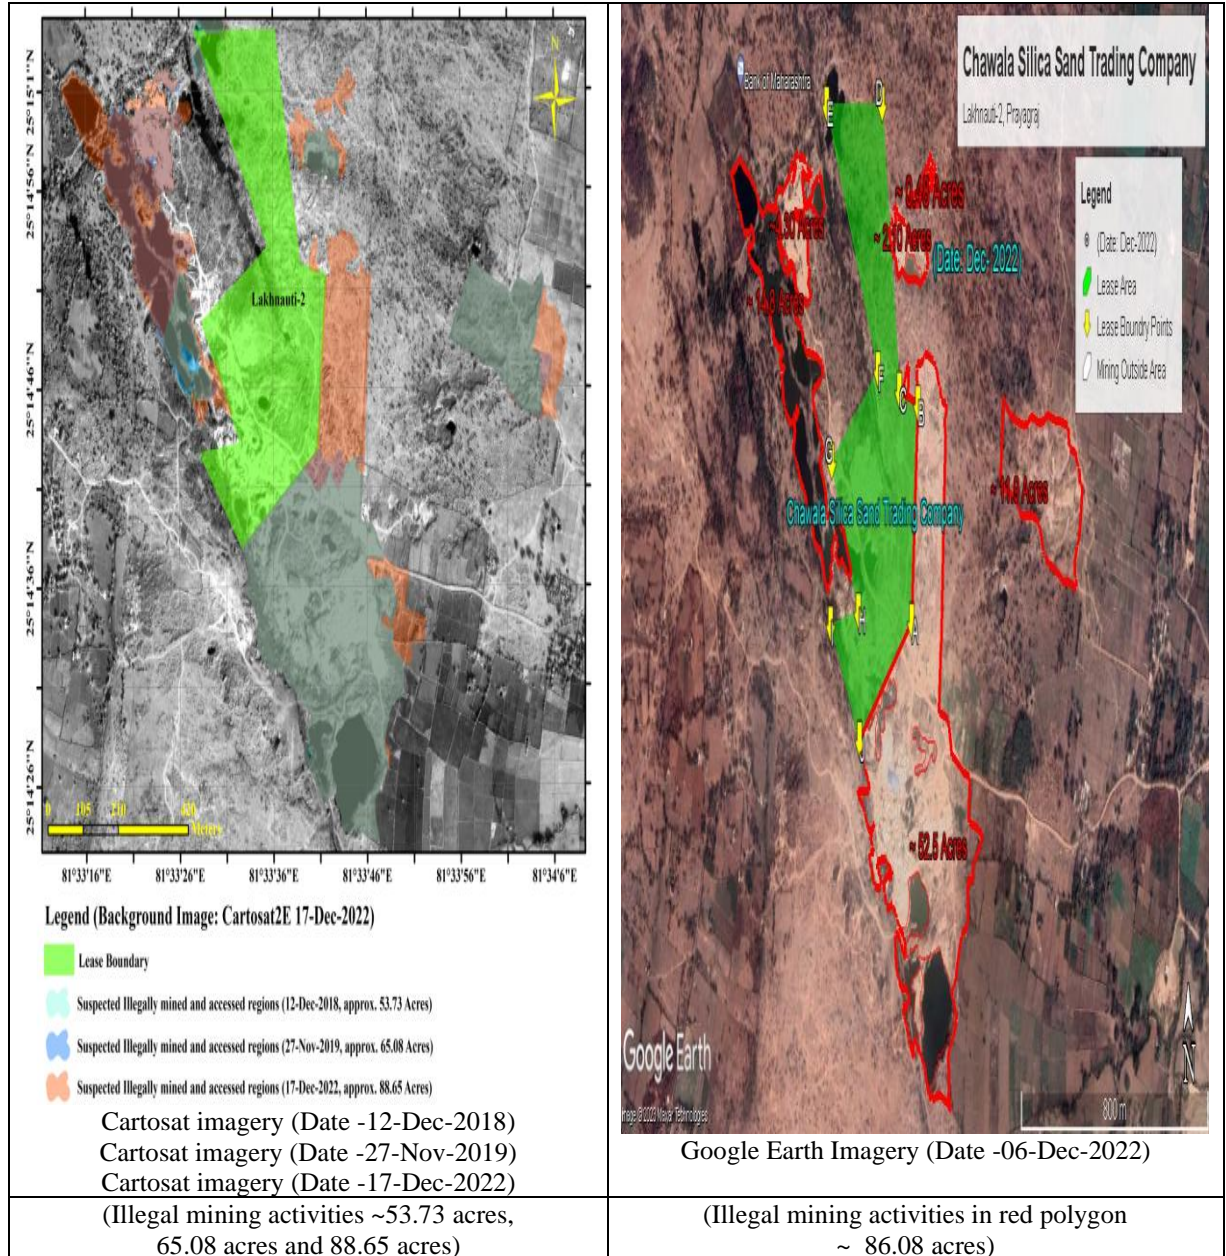 N
25°15'1''N
25°14'56''N
25°14'46''N
25°14'36''N
25°14'26''N
Lakhnauti-2
0 105 210 420
Meters
81°33'16"E 81°33'26"E 81°33'36"E 81°33'46"E 81°33'56"E 81°34'6"E
Legend (Background Image: Cartosat2E 17-Dec-2022)
Lease Boundary
Suspected Illegally mined and accessed regions (12-Dec-2018, approx. 53.73 Acres)
Suspected Illegally mined and accessed regions (27-Nov-2019, approx. 65.08 Acres)
Suspected Illegally mined and accessed regions (17-Dec-2022, approx. 88.65 Acres)
Cartosat imagery (Date -12-Dec-2018)
Cartosat imagery (Date -27-Nov-2019)
Cartosat imagery (Date -17-Dec-2022)
(Illegal mining activities ~53.73 acres,
65.08 acres and 88.65 acres)
Chawala Silica Sand Trading Company
Lakhnauti-2, Prayagraj
Legend
(Date: Dec-2022)
Lease Area
Lease Boundry Points
Mining Outside Area
Bank of Maharashtra
E
D
Acres
Acres
Acres
(Date: Dec- 2022)
Acres
F
C
B
G
Acres
Chawala Silica Sand Trading Company
H
A
J
~ 52.5 Acres
Google Earth
Image © 2023 Maxar Technologies
N
800 m
Google Earth Imagery (Date -06-Dec-2022)
(Illegal mining activities in red polygon
~ 86.08 acres)